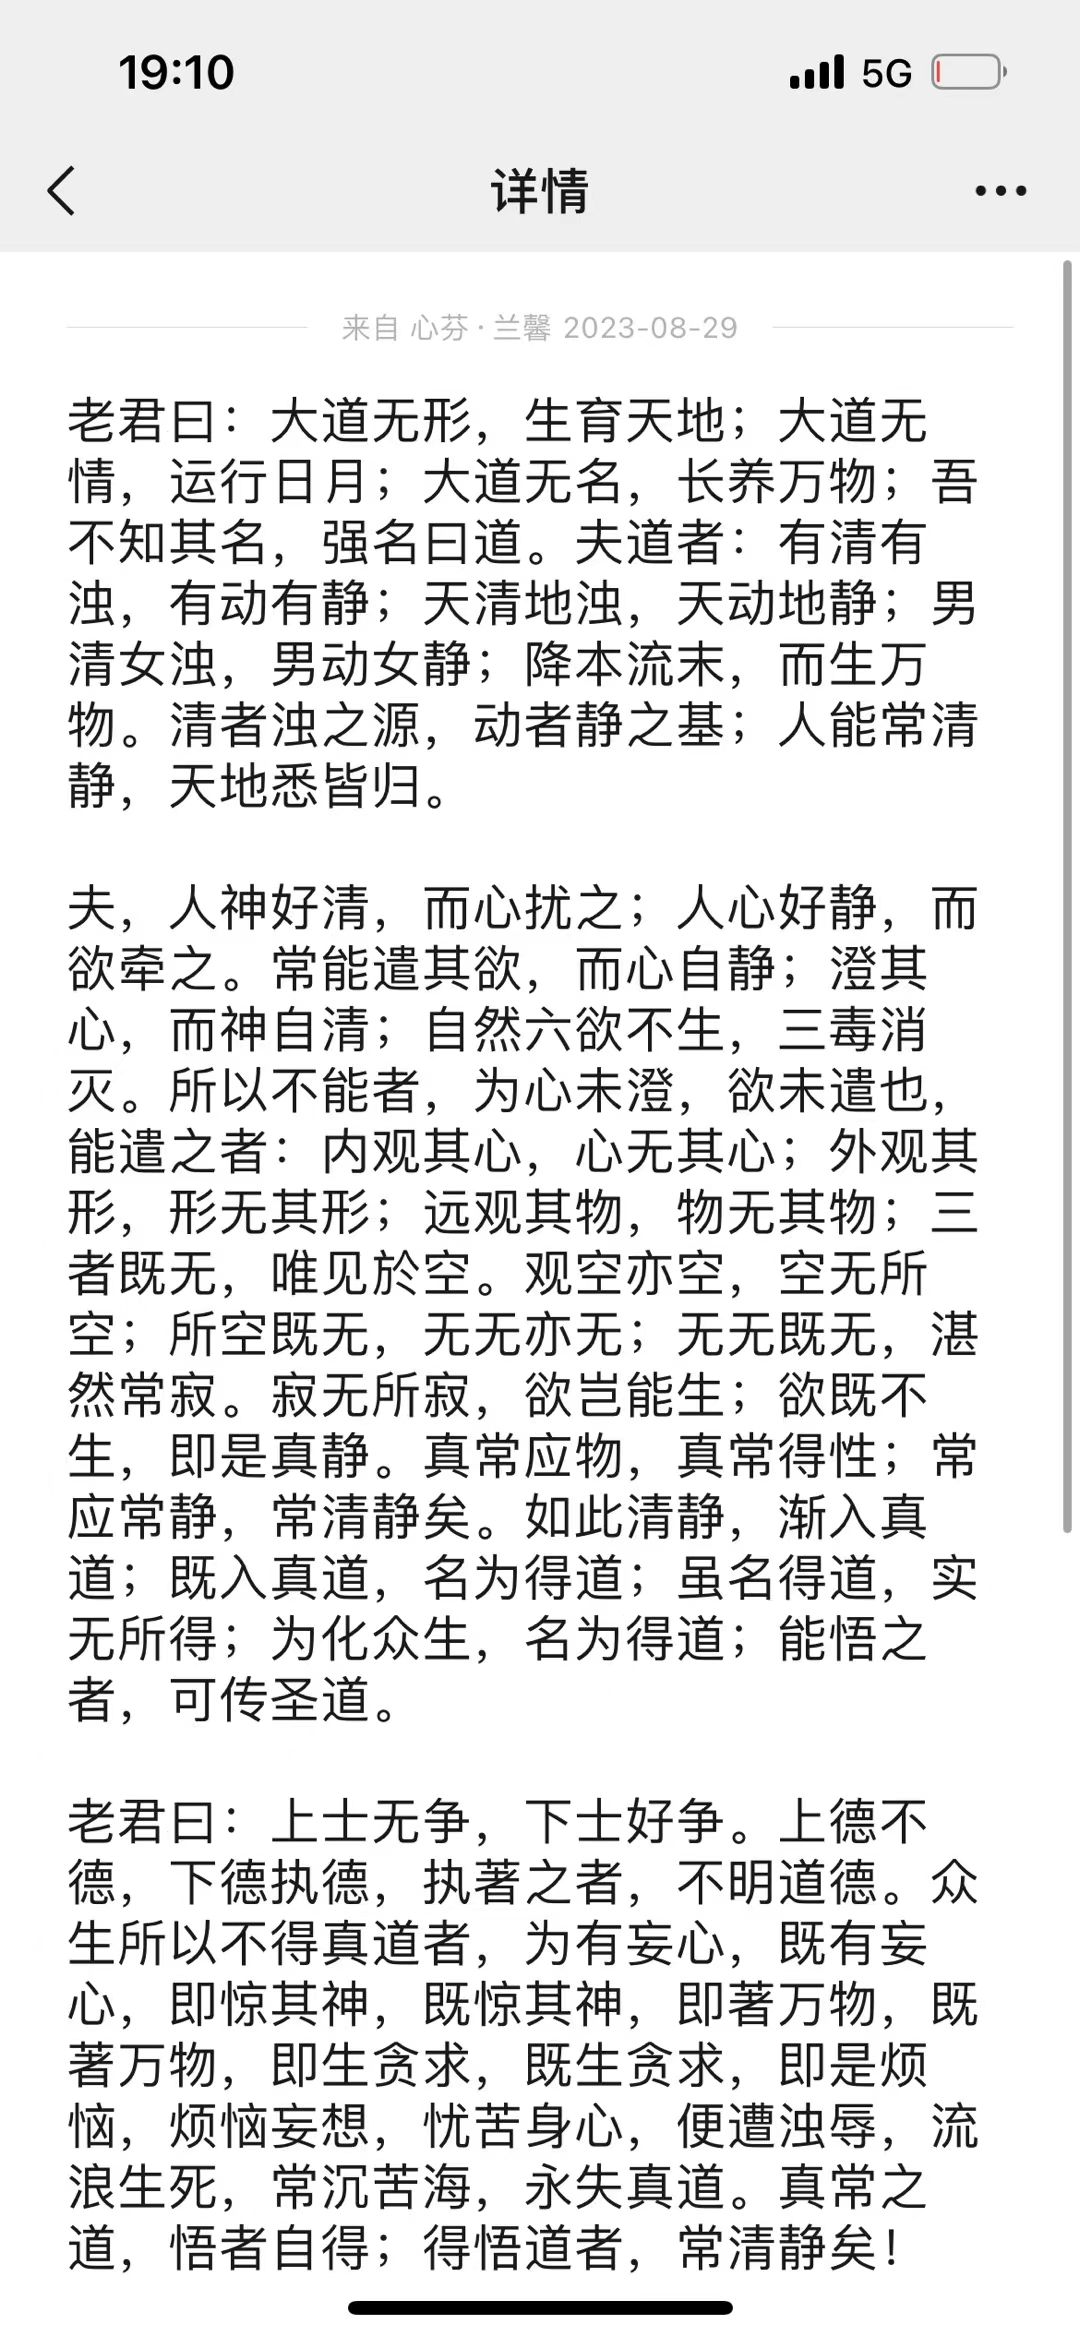 19:10
5G
详情
来自 心芬·兰馨 2023-08-29
老君曰：大道无形，生育天地；大道无
情，运行日月；大道无名，长养万物；吾
不知其名，强名曰道。夫道者：有清有
浊，有动有静；天清地浊，天动地静；男
清女浊，男动女静；降本流末，而生万
物。清者浊之源，动者静之基；人能常清
静，天地悉皆归。
夫，人神好清，而心扰之；人心好静，而
欲牵之。常能遣其欲，而心自静；澄其
心，而神自清；自然六欲不生，三毒消
灭。所以不能者，为心未澄，欲未遣也，
能遣之者：内观其心，心无其心；外观其
形，形无其形；远观其物，物无其物；三
者既无，唯见於空。观空亦空，空无所
空；所空既无，无无亦无；无无既无，湛
然常寂。寂无所寂，欲岂能生；欲既不
生，即是真静。真常应物，真常得性；常
应常静，常清静矣。如此清静，渐入真
道；既入真道，名为得道；虽名得道，实
无所得；为化众生，名为得道；能悟之
者，可传圣道。
老君曰：上士无争，下士好争。上德不
德，下德执德，执著之者，不明道德。众
生所以不得真道者，为有妄心，既有妄
心，即惊其神，既惊其神，即著万物，既
著万物，即生贪求，既生贪求，即是烦
恼，烦恼妄想，忧苦身心，便遭浊辱，流
浪生死，常沉苦海，永失真道。真常之
道，悟者自得；得悟道者，常清静矣！